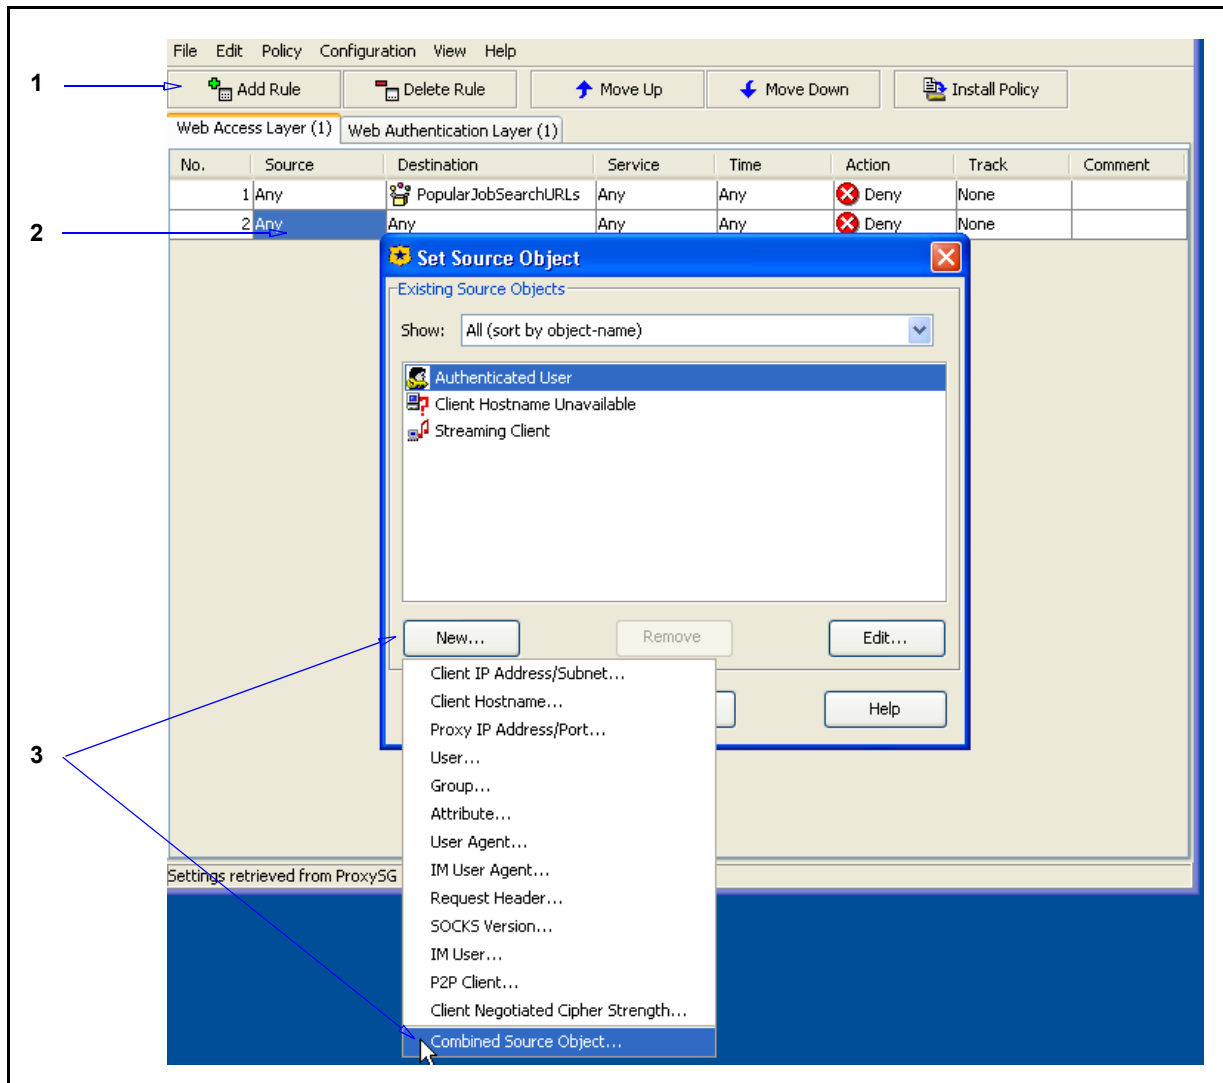 File Edit Policy Configuration View Help
1
Add Rule Delete Rule Move Up Move Down Install Policy
Web Access Layer (1) Web Authentication Layer (1)
No. Source Destination Service Time Action Track Comment
1 Any PopularJobSearchURLs Any Any Deny None
2
2 Any Any Any Any Deny None
Set Source Object
Existing Source Objects
Show: All (sort by object-name)
Authenticated User
Client Hostname Unavailable
Streaming Client
New... Remove Edit...
Client IP Address/Subnet...
Client Hostname...
Help
Proxy IP Address/Port...
3
User...
Group...
Attribute...
User Agent...
IM User Agent...
Settings retrieved from ProxySG
Request Header...
SOCKS Version...
IM User...
P2P Client...
Client Negotiated Cipher Strength...
Combined Source Object...